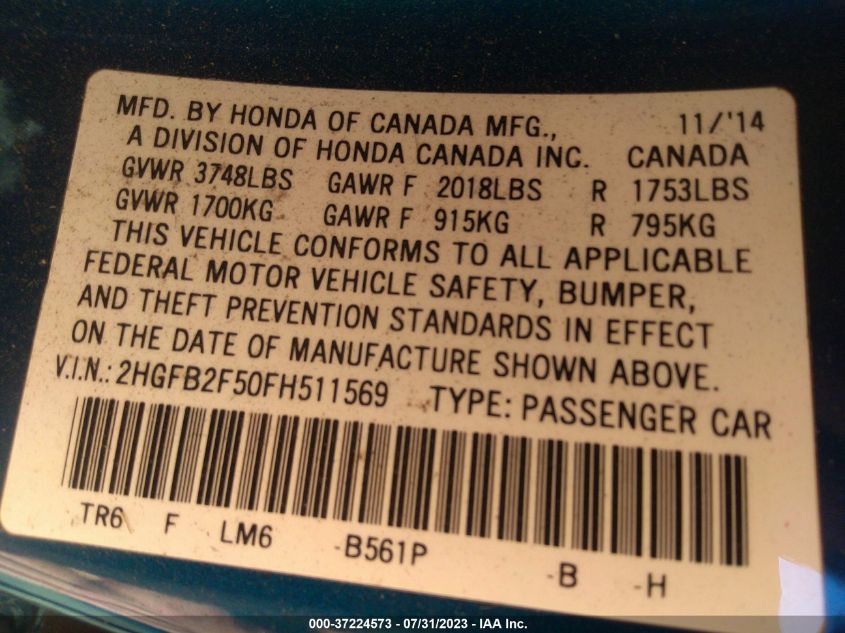 MFD. BY HONDA OF CANADA MFG., 11/'14
A DIVISION OF HONDA CANADA INC. CANADA
GVWR 3748LBS GAWR F 2018LBS R 1753LBS
GVWR 1700KG GAWR F 915KG R 795KG
THIS VEHICLE CONFORMS TO ALL APPLICABLE
FEDERAL MOTOR VEHICLE SAFETY, BUMPER,
AND THEFT PREVENTION STANDARDS IN EFFECT
ON THE DATE OF MANUFACTURE SHOWN ABOVE.
V.I.N.: 2HGFB2F50FH511569 TYPE: PASSENGER CAR
TR6 F LM6 -B561P -B -H
000-37224573 - 07/31/2023 - IAA Inc.